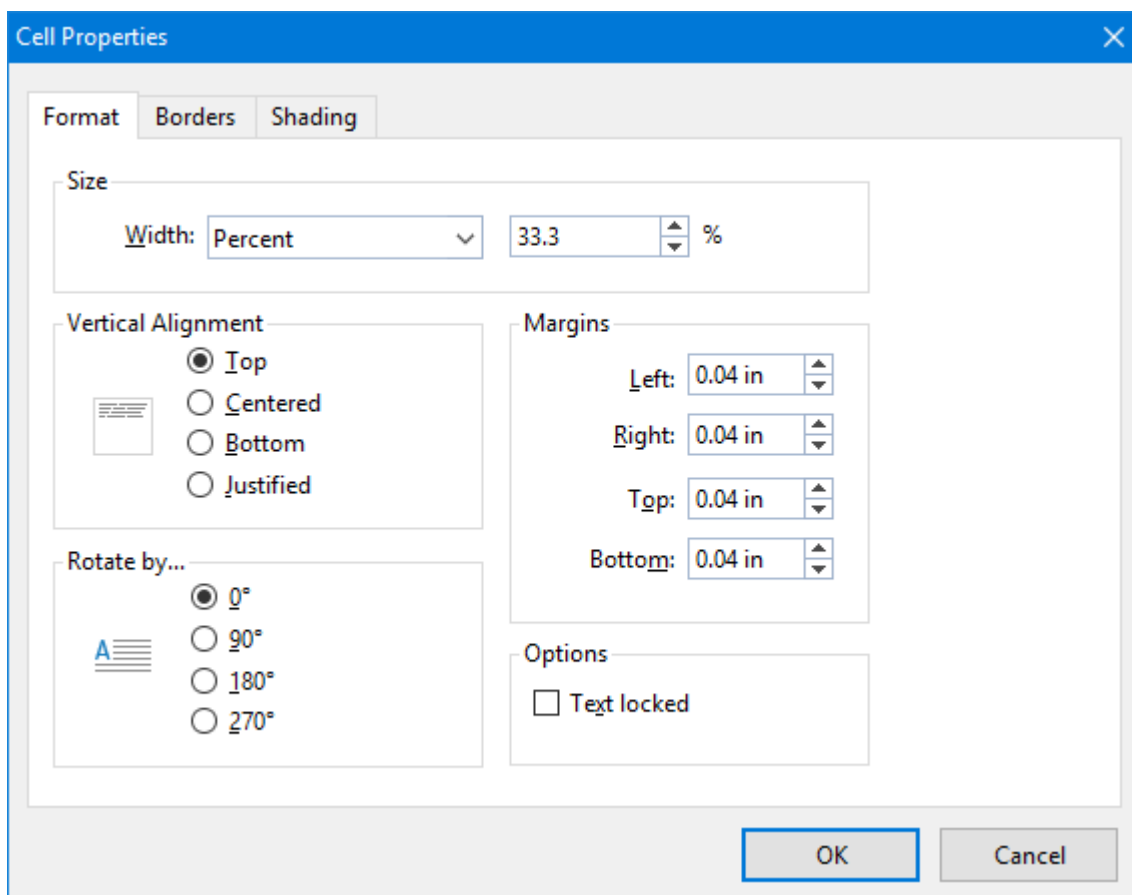 Cell Properties
Format Borders Shading
Size
Width: Percent 33.3 %
Vertical Alignment
Top
Centered
Bottom
Justified
Margins
Left: 0.04 in
Right: 0.04 in
Top: 0.04 in
Bottom: 0.04 in
Rotate by...
A
0°
90°
180°
270°
Options
Text locked
OK Cancel